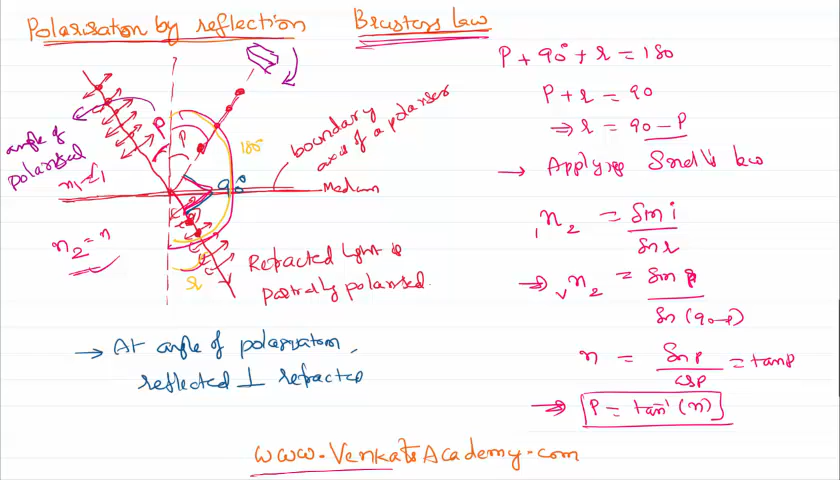 Polarisation by reflection
Brusters law
P + 90° + r = 180
P + r = 90
⇒ r = 90 - P
→ Applying Snell's law
₁n₂ = Sin i / Sin r
→ ᵥn₂ = Sin p / Sin (90-p)
n = Sin p / cos p = tan p
⇒ P = tan⁻¹ (n)
angle of
polarised
P
P
180°
90°
r
boundary
axis of a polariser
Medium
n₁ = 1
n₂ = n
Refracted light is
partially polarised.
→ At angle of polarisation,
reflected ⊥ refracted
www.VenkatsAcademy.com